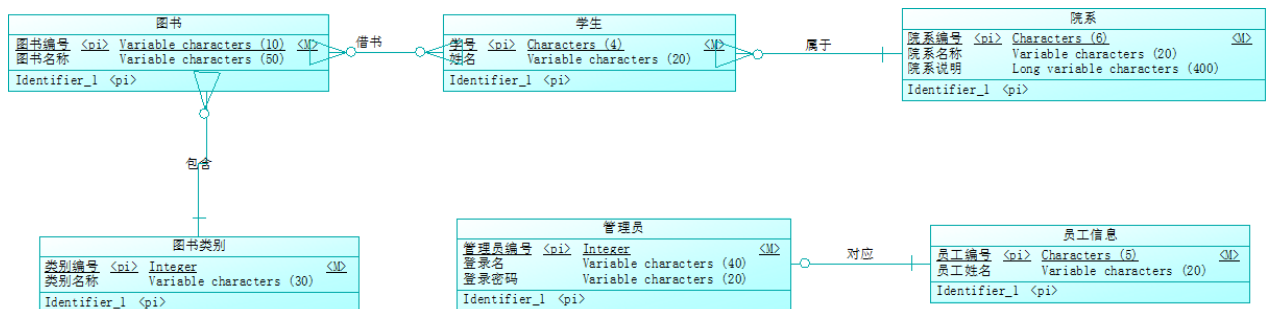 图书
图书编号 <pi> Variable characters (10) <M>
图书名称 Variable characters (50)
Identifier_1 <pi>
借书
学生
学号 <pi> Characters (4) <M>
姓名 Variable characters (20)
Identifier_1 <pi>
属于
院系
院系编号 <pi> Characters (6) <M>
院系名称 Variable characters (20)
院系说明 Long variable characters (400)
Identifier_1 <pi>
包含
图书类别
类别编号 <pi> Integer <M>
类别名称 Variable characters (30)
Identifier_1 <pi>
管理员
管理员编号 <pi> Integer <M>
登录名 Variable characters (40)
登录密码 Variable characters (20)
Identifier_1 <pi>
对应
员工信息
员工编号 <pi> Characters (5) <M>
员工姓名 Variable characters (20)
Identifier_1 <pi>